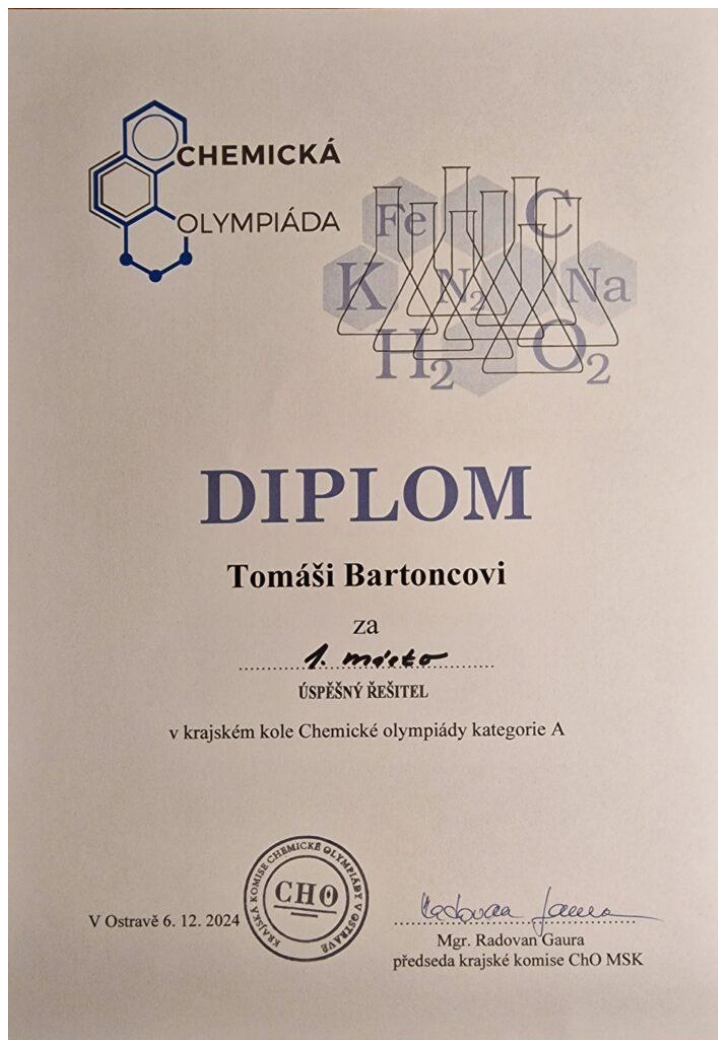 CHEMICKÁ
OLYMPIÁDA
Fe C
K N2 Na
H2 O2
DIPLOM
Tomáši Bartoncovi
za
1. místo
ÚSPĚŠNÝ ŘEŠITEL
v krajském kole Chemické olympiády kategorie A
KRAJSKÁ KOMISE CHEMICKÉ OLYMPIÁDY V OSTRAVĚ
CHO
V Ostravě 6. 12. 2024
Radovan Gaura
Mgr. Radovan Gaura
předseda krajské komise ChO MSK